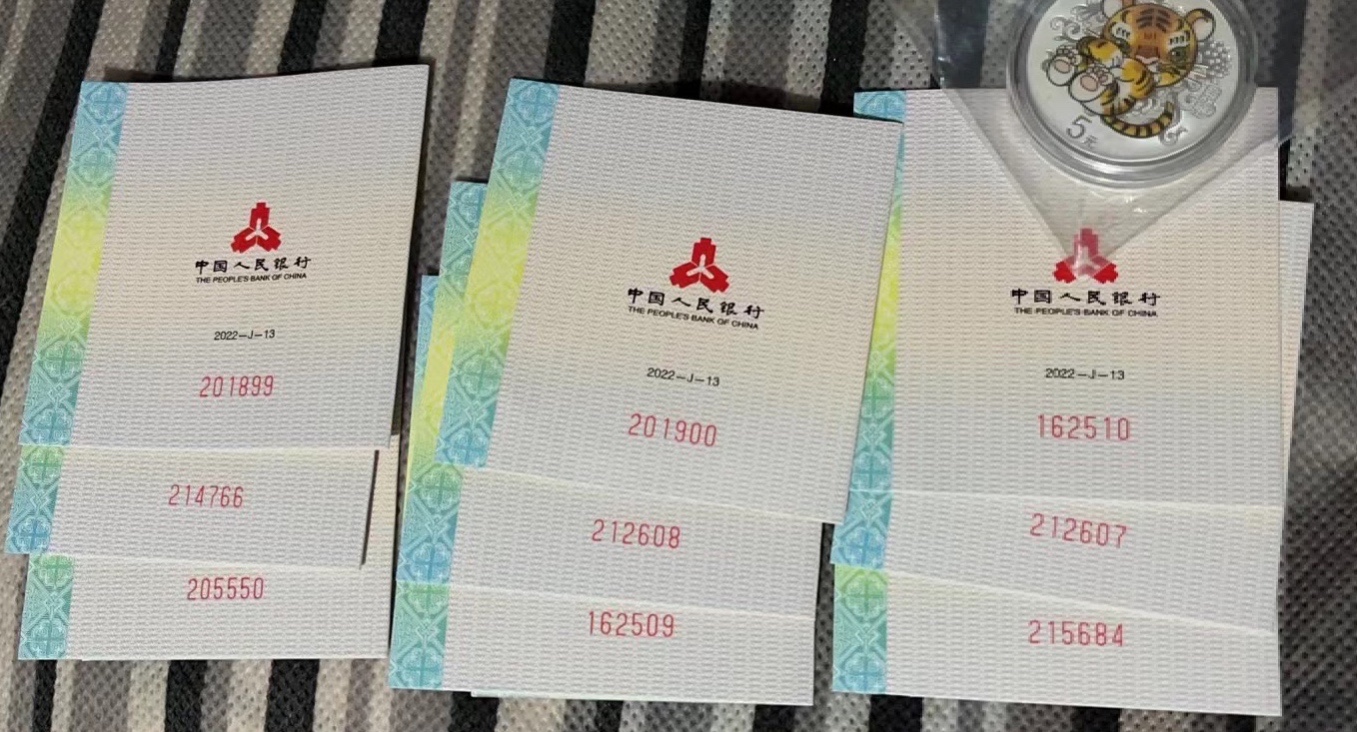 中国人民银行
THE PEOPLE'S BANK OF CHINA
2022-J-13
201899
214766
205550
中国人民银行
THE PEOPLE'S BANK OF CHINA
2022-J-13
201900
212608
162509
5元
中国人民银行
THE PEOPLE'S BANK OF CHINA
2022-J-13
162510
212607
215684